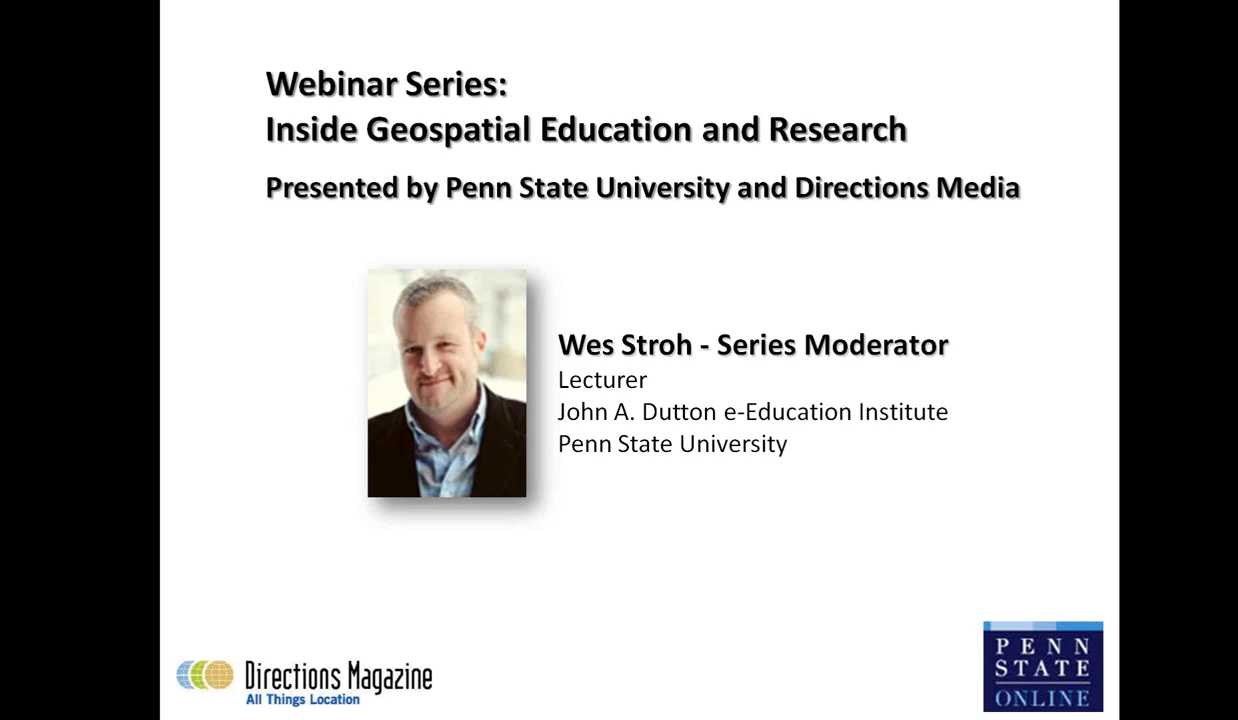 Webinar Series:
Inside Geospatial Education and Research
Presented by Penn State University and Directions Media
Wes Stroh - Series Moderator
Lecturer
John A. Dutton e-Education Institute
Penn State University
Directions Magazine
All Things Location
PENN
STATE
ONLINE